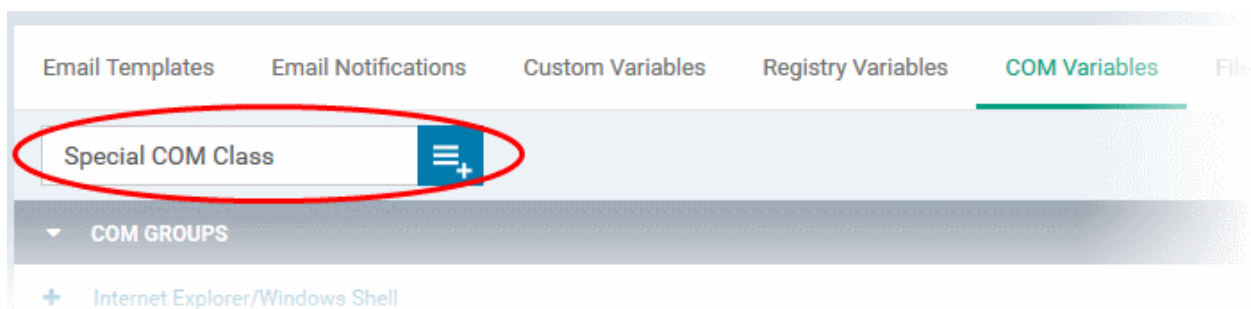 Email Templates Email Notifications Custom Variables Registry Variables COM Variables
Special COM Class
COM GROUPS
Internet Explorer/Windows Shell